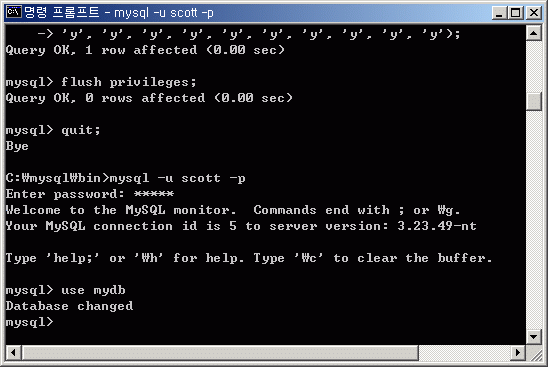 명령 프롬프트 - mysql -u scott -p
-> 'y', 'y', 'y', 'y', 'y', 'y', 'y', 'y', 'y', 'y');
Query OK, 1 row affected (0.00 sec)
mysql> flush privileges;
Query OK, 0 rows affected (0.00 sec)
mysql> quit;
Bye
C:₩mysql₩bin>mysql -u scott -p
Enter password: *****
Welcome to the MySQL monitor.  Commands end with ; or ₩g.
Your MySQL connection id is 5 to server version: 3.23.49-nt
Type 'help;' or '₩h' for help. Type '₩c' to clear the buffer.
mysql> use mydb
Database changed
mysql>